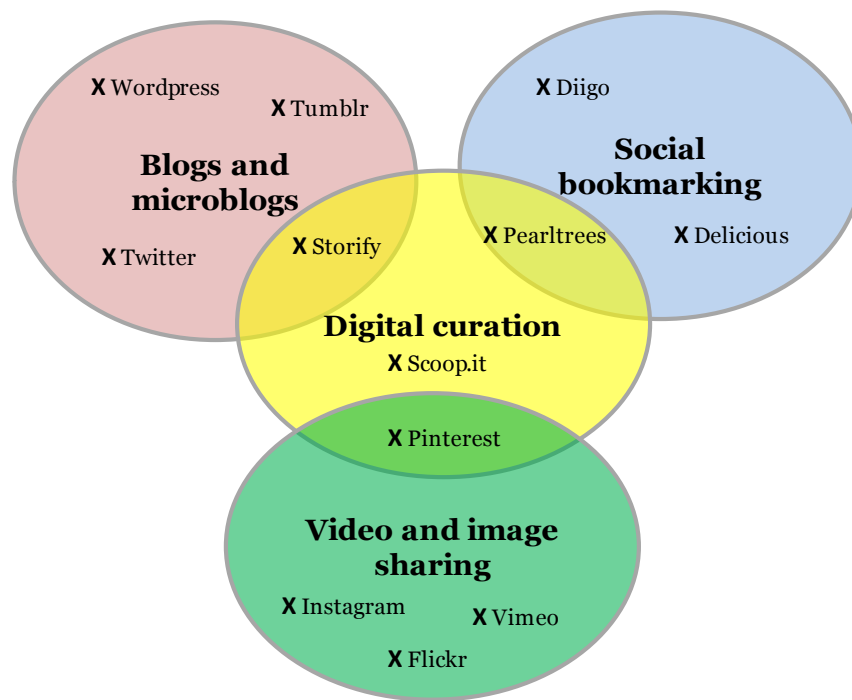 X Wordpress
X Tumblr
Blogs and
microblogs
X Twitter
X Storify
X Diigo
Social
bookmarking
X Pearltrees
X Delicious
Digital curation
X Scoop.it
X Pinterest
Video and image
sharing
X Instagram
X Vimeo
X Flickr